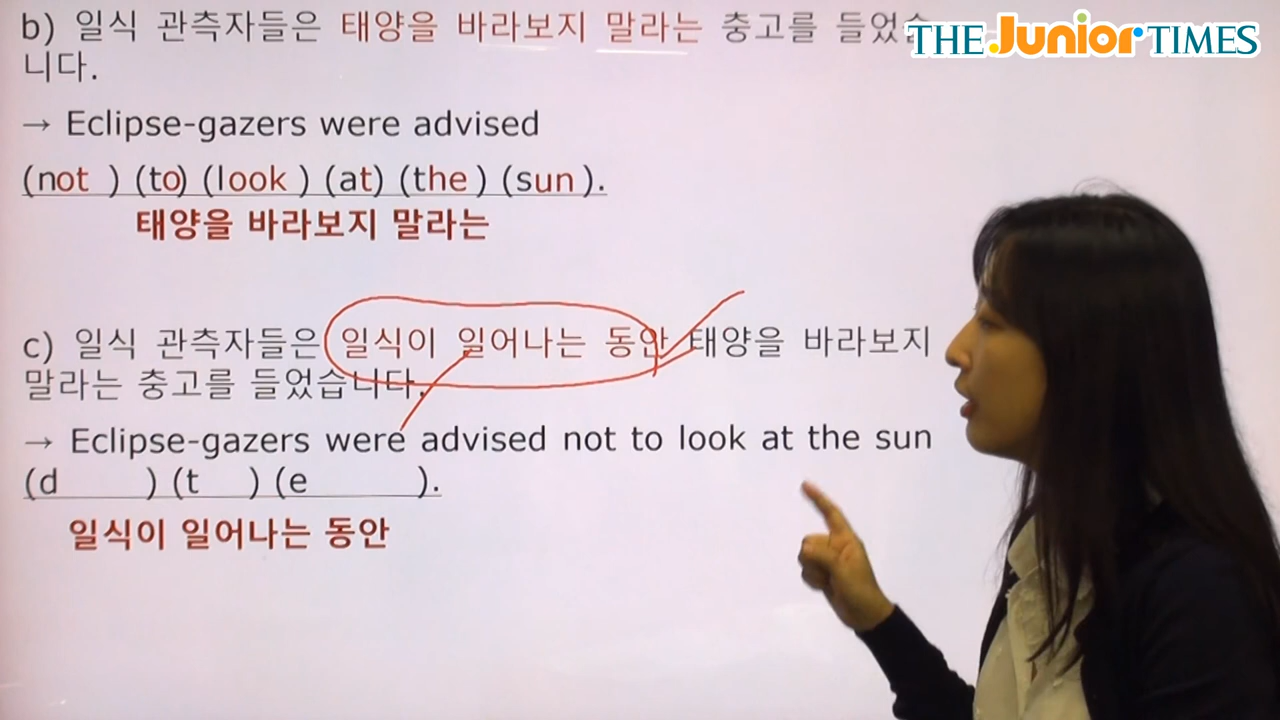 b) 일식 관측자들은 태양을 바라보지 말라는 충고를 들었습
니다.
THE Junior TIMES
→ Eclipse-gazers were advised
(not ) (to) (look ) (at) (the ) (sun ).
태양을 바라보지 말라는
c) 일식 관측자들은 일식이 일어나는 동안 태양을 바라보지
말라는 충고를 들었습니다.
→ Eclipse-gazers were advised not to look at the sun
(d ) (t ) (e ).
일식이 일어나는 동안